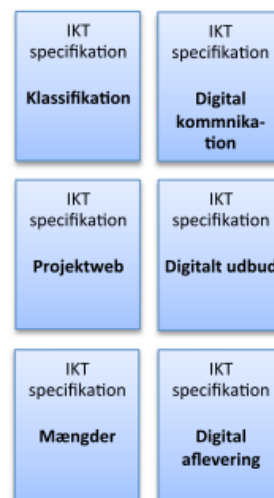 IKT
specifikation
Klassifikation
IKT
specifikation
Digital
kommnika-
tion
IKT
specifikation
Projektweb
IKT
specifikation
Digitalt udbud
IKT
specifikation
Mængder
IKT
specifikation
Digital
aflevering